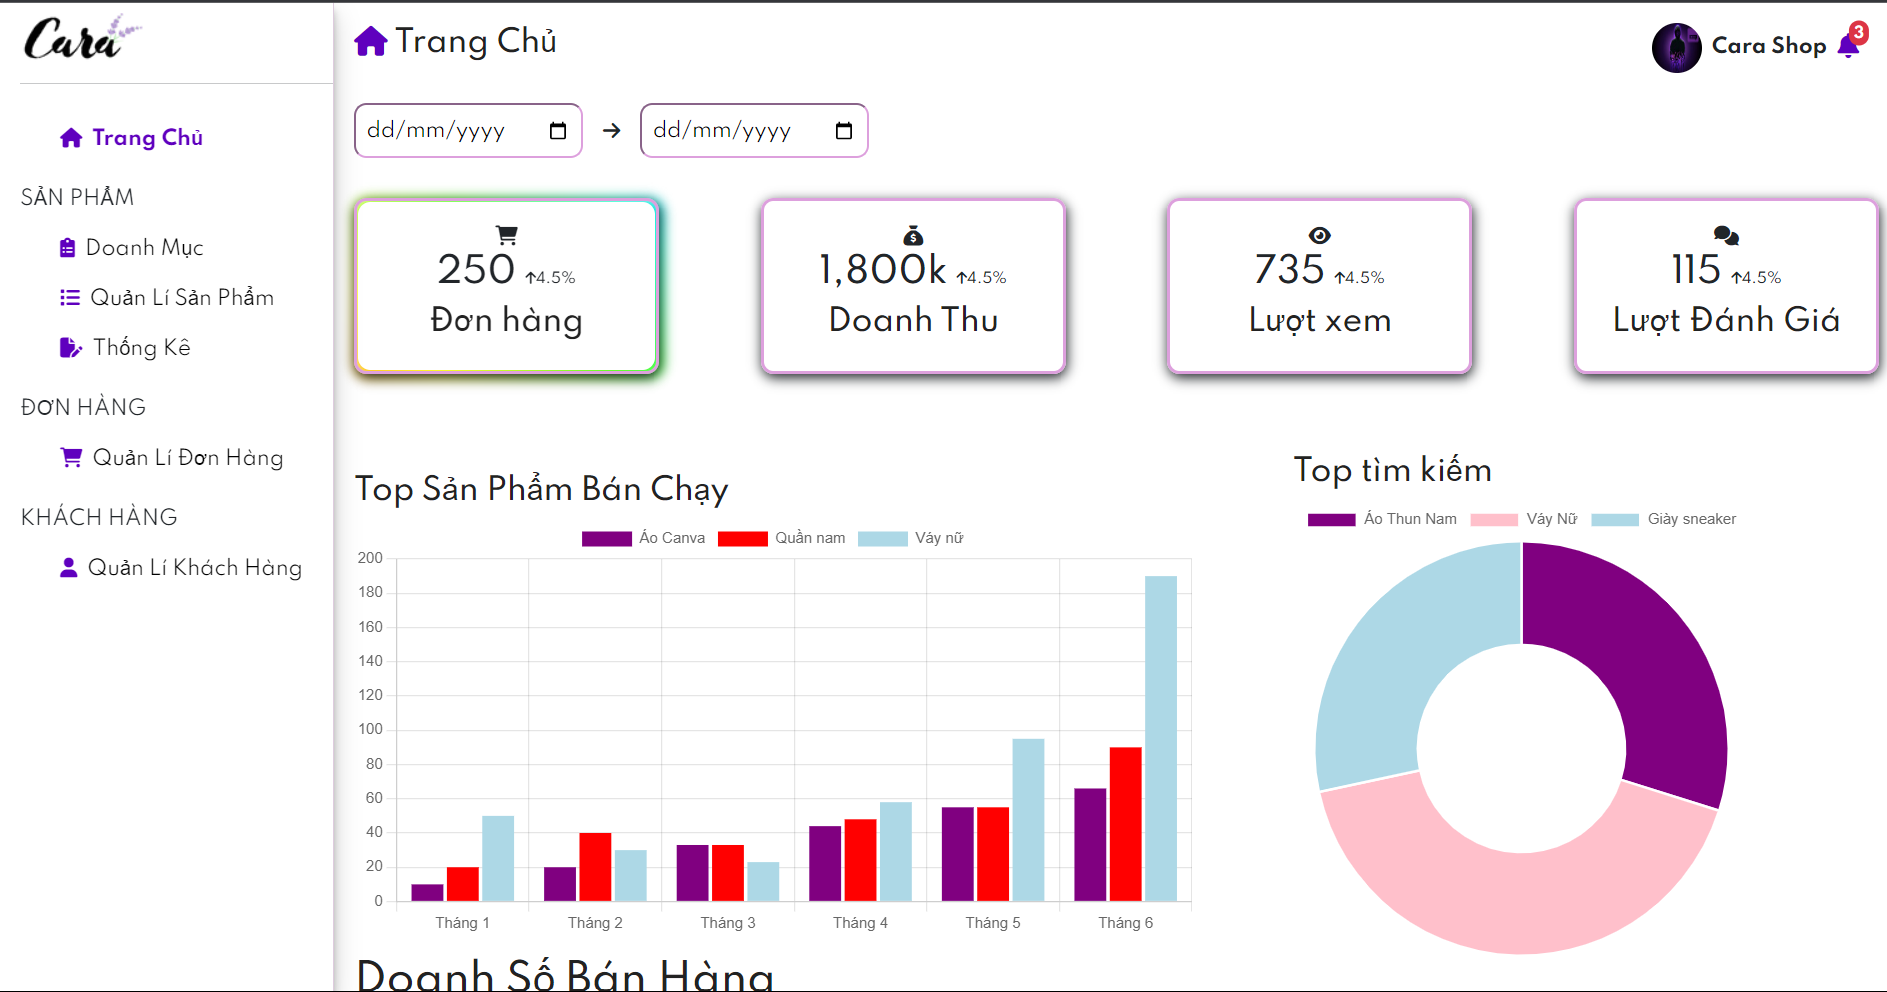 Cara
Trang Chủ
SẢN PHẨM
Doanh Mục
Quản Lí Sản Phẩm
Thống Kê
ĐƠN HÀNG
Quản Lí Đơn Hàng
KHÁCH HÀNG
Quản Lí Khách Hàng
Trang Chủ
Cara Shop 3
dd/mm/yyyy → dd/mm/yyyy
250 ↑4.5%
Đơn hàng
1,800k ↑4.5%
Doanh Thu
735 ↑4.5%
Lượt xem
115 ↑4.5%
Lượt Đánh Giá
Top Sản Phẩm Bán Chạy
Áo Canva Quần nam Váy nữ
200
180
160
140
120
100
80
60
40
20
0
Tháng 1 Tháng 2 Tháng 3 Tháng 4 Tháng 5 Tháng 6
Top tìm kiếm
Áo Thun Nam Váy Nữ Giày sneaker
Doanh Số Bán Hàng